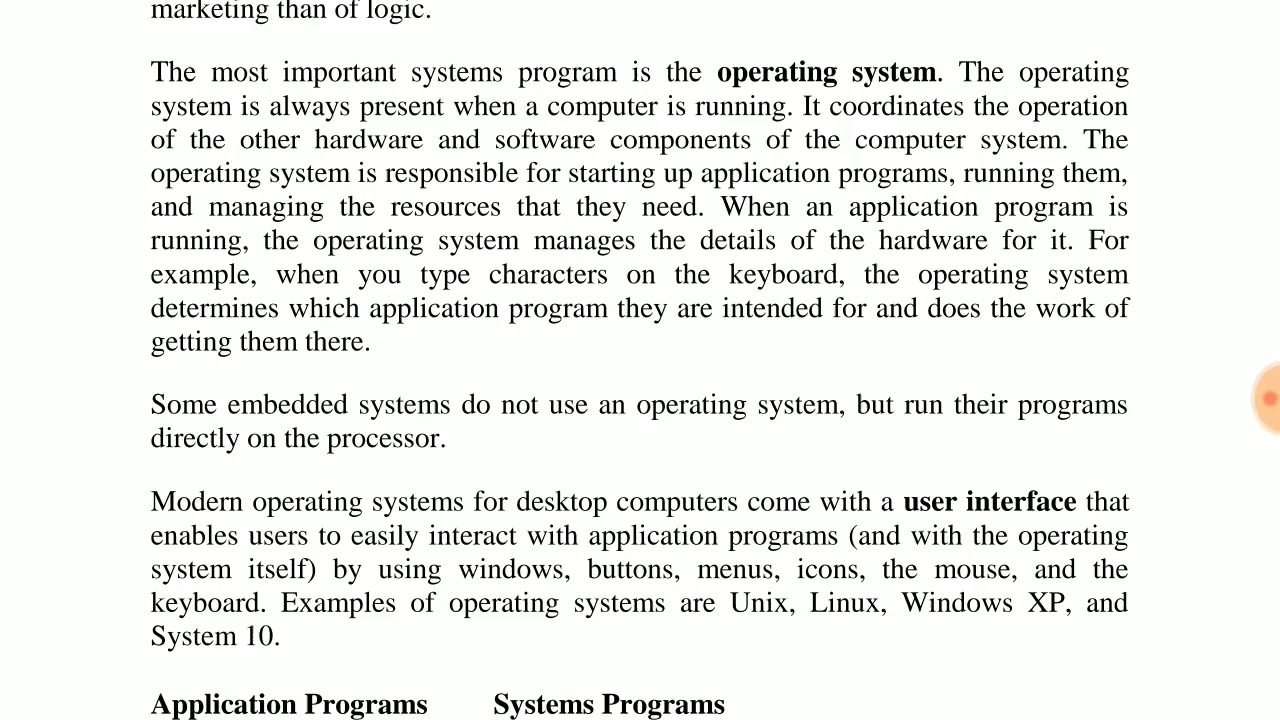 marketing than of logic.
The most important systems program is the operating system. The operating
system is always present when a computer is running. It coordinates the operation
of the other hardware and software components of the computer system. The
operating system is responsible for starting up application programs, running them,
and managing the resources that they need. When an application program is
running, the operating system manages the details of the hardware for it. For
example, when you type characters on the keyboard, the operating system
determines which application program they are intended for and does the work of
getting them there.
Some embedded systems do not use an operating system, but run their programs
directly on the processor.
Modern operating systems for desktop computers come with a user interface that
enables users to easily interact with application programs (and with the operating
system itself) by using windows, buttons, menus, icons, the mouse, and the
keyboard. Examples of operating systems are Unix, Linux, Windows XP, and
System 10.
Application Programs Systems Programs